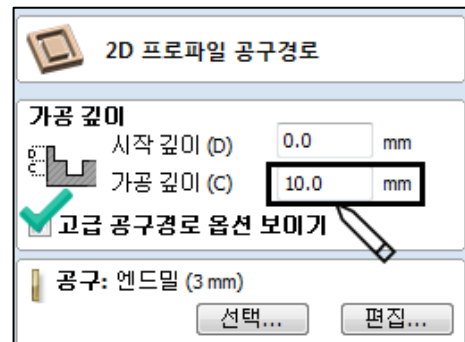 2D 프로파일 공구경로
가공 깊이
시작 깊이 (D) 0.0 mm
D
C
가공 깊이 (C) 10.0 mm
고급 공구경로 옵션 보이기
공구: 엔드밀 (3 mm)
선택... 편집...